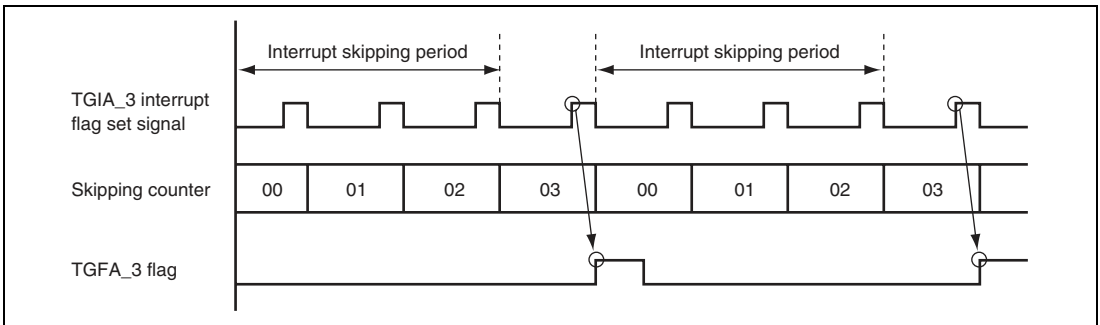 Interrupt skipping period Interrupt skipping period
TGIA_3 interrupt
flag set signal
Skipping counter 00 01 02 03 00 01 02 03
TGFA_3 flag